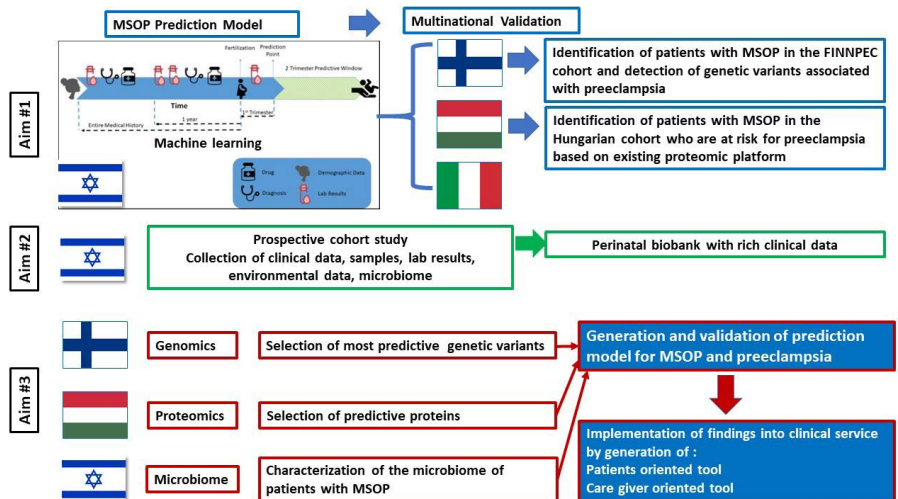 MSOP Prediction Model
Multinational Validation
Aim #1
Fertilization
Prediction
Point
2 Trimester Predictive Window
Time
1st Trimester
1 year
Entire Medical History
Machine learning
Drug
Demographic Data
Diagnosis
Lab Results
Identification of patients with MSOP in the FINNPEC
cohort and detection of genetic variants associated
with preeclampsia
Identification of patients with MSOP in the
Hungarian cohort who are at risk for preeclampsia
based on existing proteomic platform
Aim #2
Prospective cohort study
Collection of clinical data, samples, lab results,
environmental data, microbiome
Perinatal biobank with rich clinical data
Aim #3
Genomics
Selection of most predictive genetic variants
Proteomics
Selection of predictive proteins
Microbiome
Characterization of the microbiome of
patients with MSOP
Generation and validation of prediction
model for MSOP and preeclampsia
Implementation of findings into clinical service
by generation of :
Patients oriented tool
Care giver oriented tool